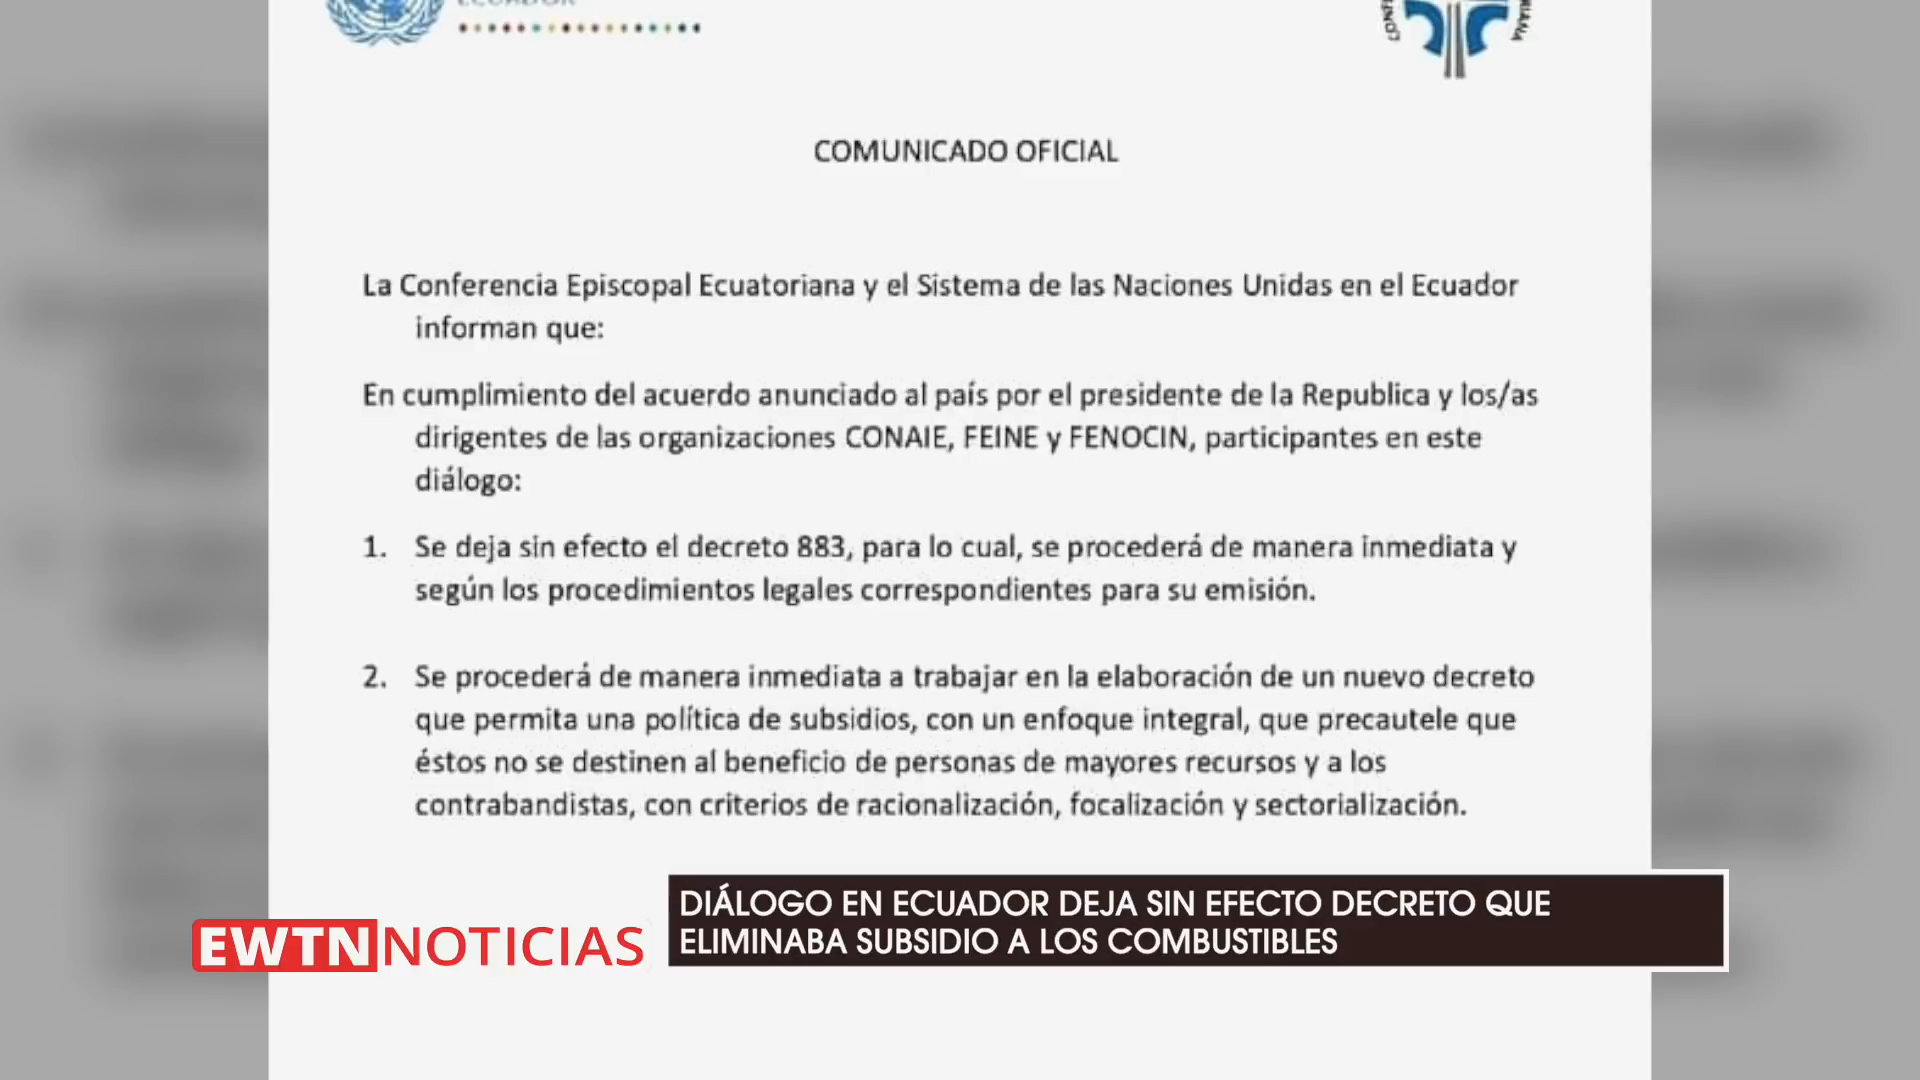 COMUNICADO OFICIAL
La Conferencia Episcopal Ecuatoriana y el Sistema de las Naciones Unidas en el Ecuador
informan que:
En cumplimiento del acuerdo anunciado al país por el presidente de la Republica y los/as
dirigentes de las organizaciones CONAIE, FEINE y FENOCIN, participantes en este
diálogo:
1. Se deja sin efecto el decreto 883, para lo cual, se procederá de manera inmediata y
según los procedimientos legales correspondientes para su emisión.
2. Se procederá de manera inmediata a trabajar en la elaboración de un nuevo decreto
que permita una política de subsidios, con un enfoque integral, que precautele que
éstos no se destinen al beneficio de personas de mayores recursos y a los
contrabandistas, con criterios de racionalización, focalización y sectorialización.
DIÁLOGO EN ECUADOR DEJA SIN EFECTO DECRETO QUE
ELIMINABA SUBSIDIO A LOS COMBUSTIBLES
EWTN NOTICIAS